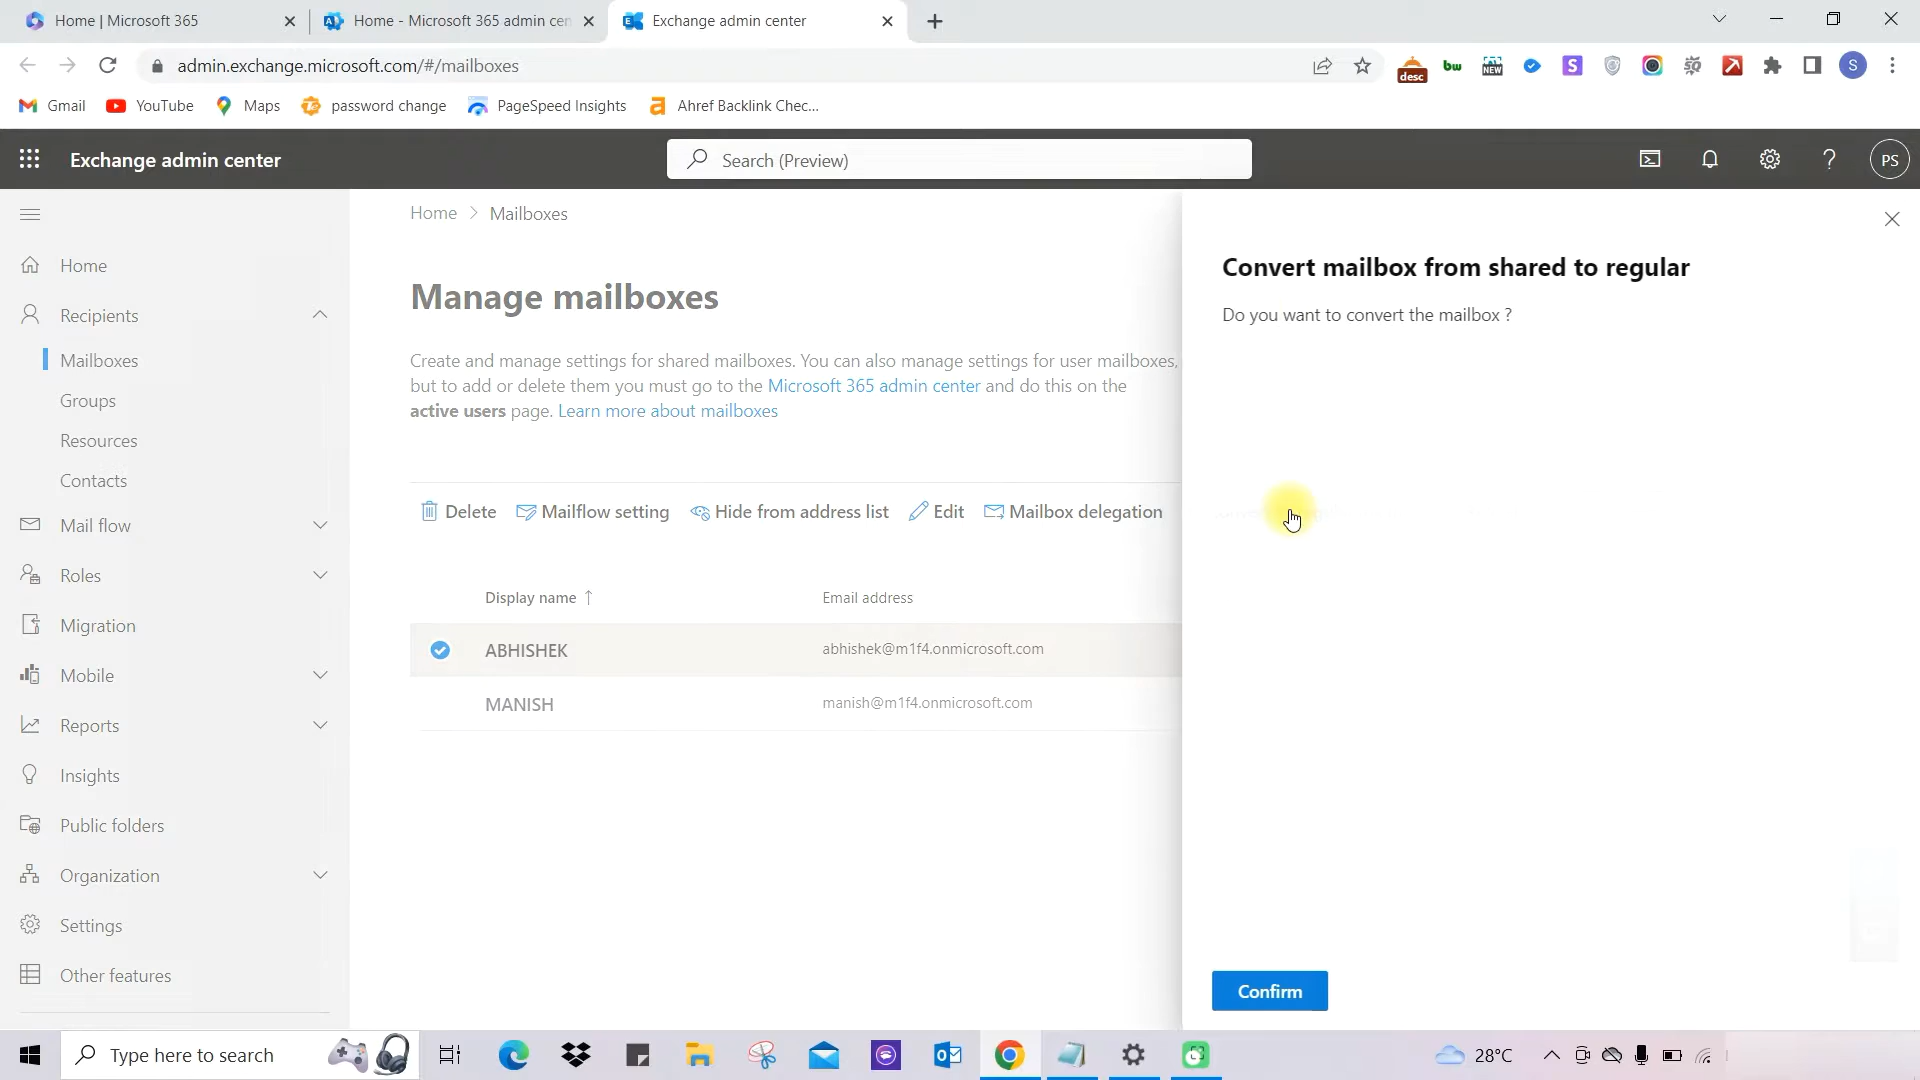 Home | Microsoft 365
Home - Microsoft 365 admin cen
Exchange admin center
admin.exchange.microsoft.com/#/mailboxes
desc
bw
NEW
S
S
Gmail
YouTube
Maps
password change
PageSpeed Insights
Ahref Backlink Chec...
Exchange admin center
Search (Preview)
PS
Home
Recipients
Mailboxes
Groups
Resources
Contacts
Mail flow
Roles
Migration
Mobile
Reports
Insights
Public folders
Organization
Settings
Other features
Home > Mailboxes
Manage mailboxes
Create and manage settings for shared mailboxes. You can also manage settings for user mailboxes,
but to add or delete them you must go to the Microsoft 365 admin center and do this on the
active users page. Learn more about mailboxes
Delete Mailflow setting Hide from address list Edit Mailbox delegation
Display name ↑ Email address
ABHISHEK abhishek@m1f4.onmicrosoft.com
MANISH manish@m1f4.onmicrosoft.com
Convert mailbox from shared to regular
Do you want to convert the mailbox ?
Confirm
Type here to search
28°C